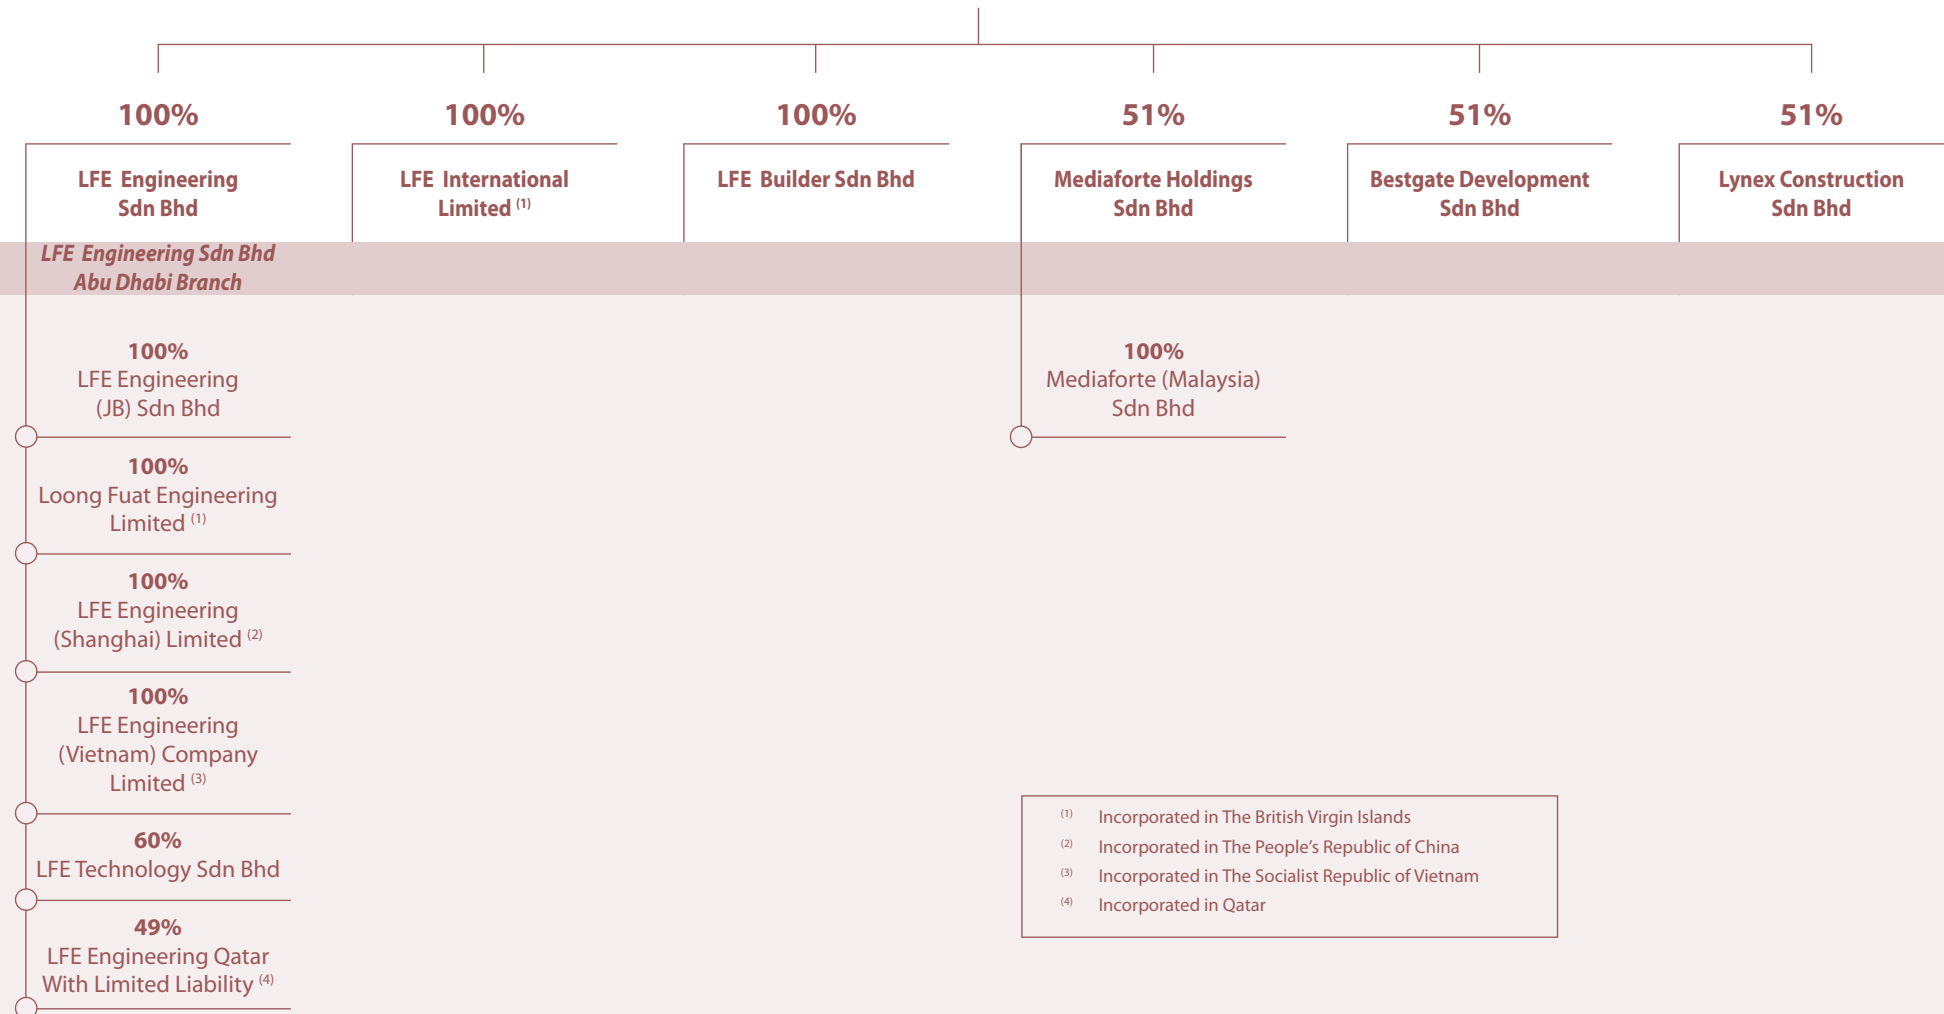 100%
LFE Engineering
Sdn Bhd
LFE Engineering Sdn Bhd
Abu Dhabi Branch
100%
LFE Engineering
(JB) Sdn Bhd
100%
Loong Fuat Engineering
Limited (1)
100%
LFE Engineering
(Shanghai) Limited (2)
100%
LFE Engineering
(Vietnam) Company
Limited (3)
60%
LFE Technology Sdn Bhd
49%
LFE Engineering Qatar
With Limited Liability (4)
100%
LFE International
Limited (1)
100%
LFE Builder Sdn Bhd
51%
Mediaforte Holdings
Sdn Bhd
100%
Mediaforte (Malaysia)
Sdn Bhd
51%
Bestgate Development
Sdn Bhd
51%
Lynex Construction
Sdn Bhd
(1) Incorporated in The British Virgin Islands
(2) Incorporated in The People’s Republic of China
(3) Incorporated in The Socialist Republic of Vietnam
(4) Incorporated in Qatar